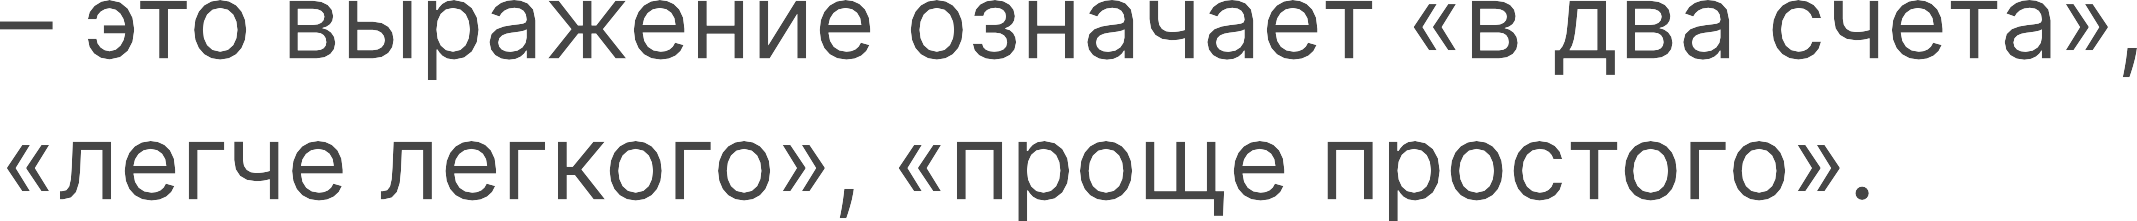 – это выражение означает «в два счета»,
«легче легкого», «проще простого».